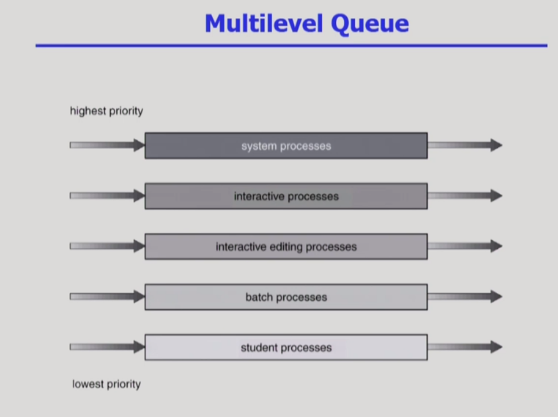 Multilevel Queue
highest priority
system processes
interactive processes
interactive editing processes
batch processes
student processes
lowest priority